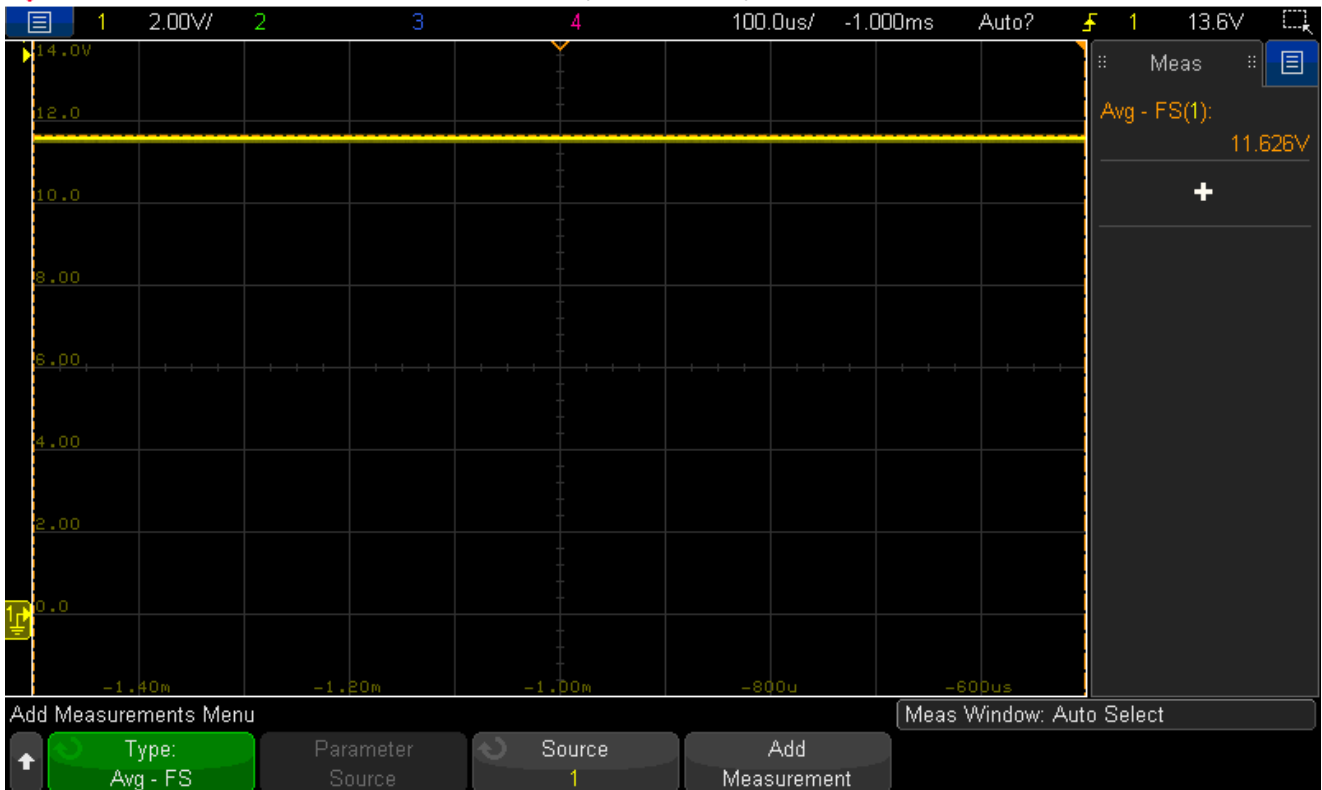 1 2.00V/ 2 3 4 100.0us/ -1.000ms Auto? 1 13.6V
14.0V
Meas
12.0
Avg - FS(1):
11.626V
+
10.0
8.00
6.00
4.00
2.00
1 0.0
-1.40m -1.20m -1.00m -800u -600us
Add Measurements Menu
Meas Window: Auto Select
Type:
Avg - FS
Parameter
Source
Source
1
Add
Measurement